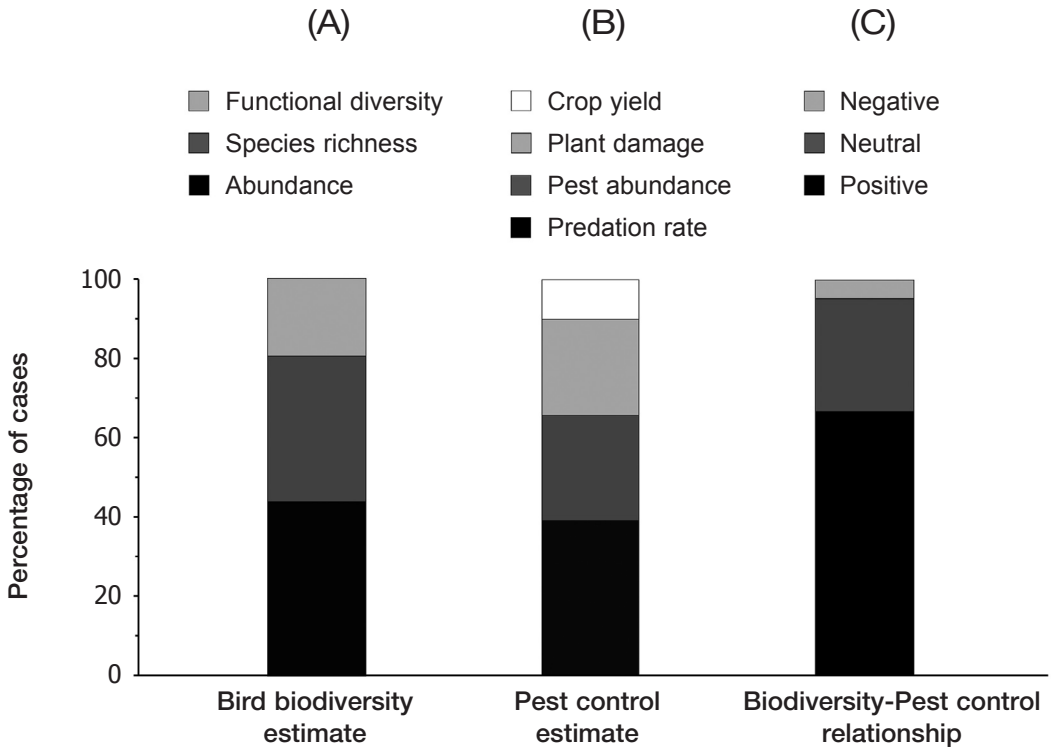 (A)
(B)
(C)
Functional diversity
Species richness
Abundance
Crop yield
Plant damage
Pest abundance
Predation rate
Negative
Neutral
Positive
Percentage of cases
100
80
60
40
20
0
Bird biodiversity
estimate
Pest control
estimate
Biodiversity-Pest control
relationship